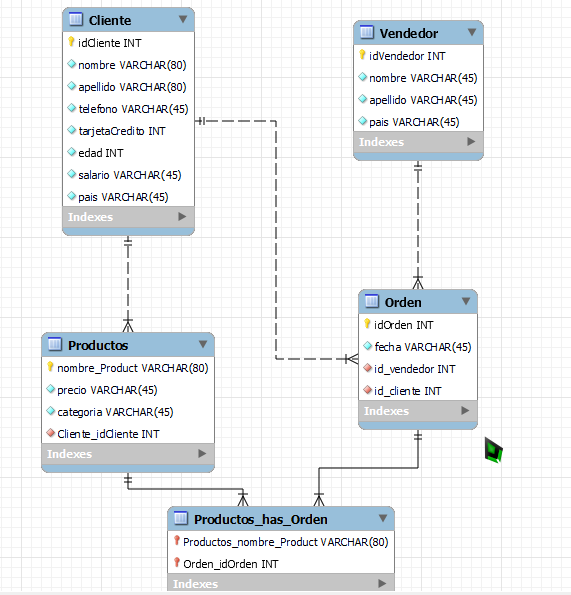 Cliente
idCliente INT
nombre VARCHAR(80)
apellido VARCHAR(80)
telefono VARCHAR(45)
tarjetaCredito INT
edad INT
salario VARCHAR(45)
pais VARCHAR(45)
Indexes
Vendedor
idVendedor INT
nombre VARCHAR(45)
apellido VARCHAR(45)
pais VARCHAR(45)
Indexes
Orden
idOrden INT
fecha VARCHAR(45)
id_vendedor INT
id_cliente INT
Indexes
Productos
nombre_Product VARCHAR(80)
precio VARCHAR(45)
categoria VARCHAR(45)
Cliente_idCliente INT
Indexes
Productos_has_Orden
Productos_nombre_Product VARCHAR(80)
Orden_idOrden INT
Indexes